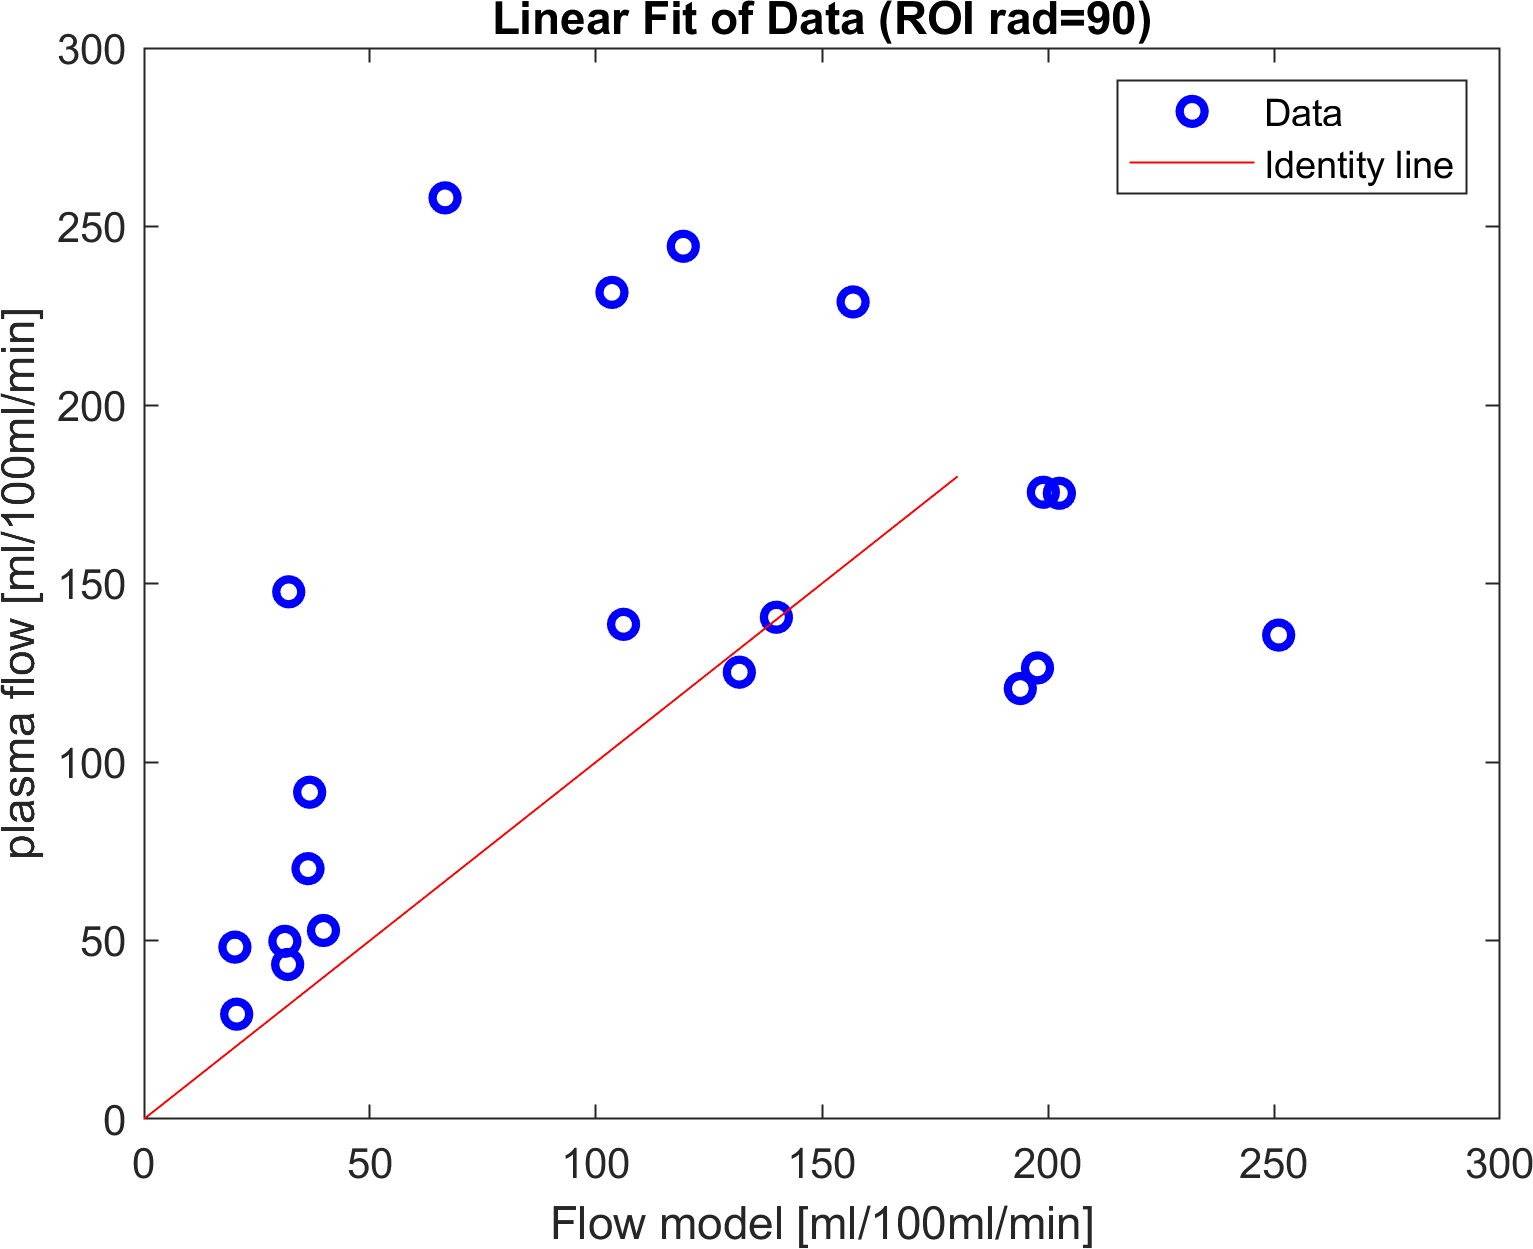 Linear Fit of Data (ROI rad=90)
300
250
200
150
100
50
0
plasma flow [ml/100ml/min]
Data
Identity line
0 50 100 150 200 250 300
Flow model [ml/100ml/min]